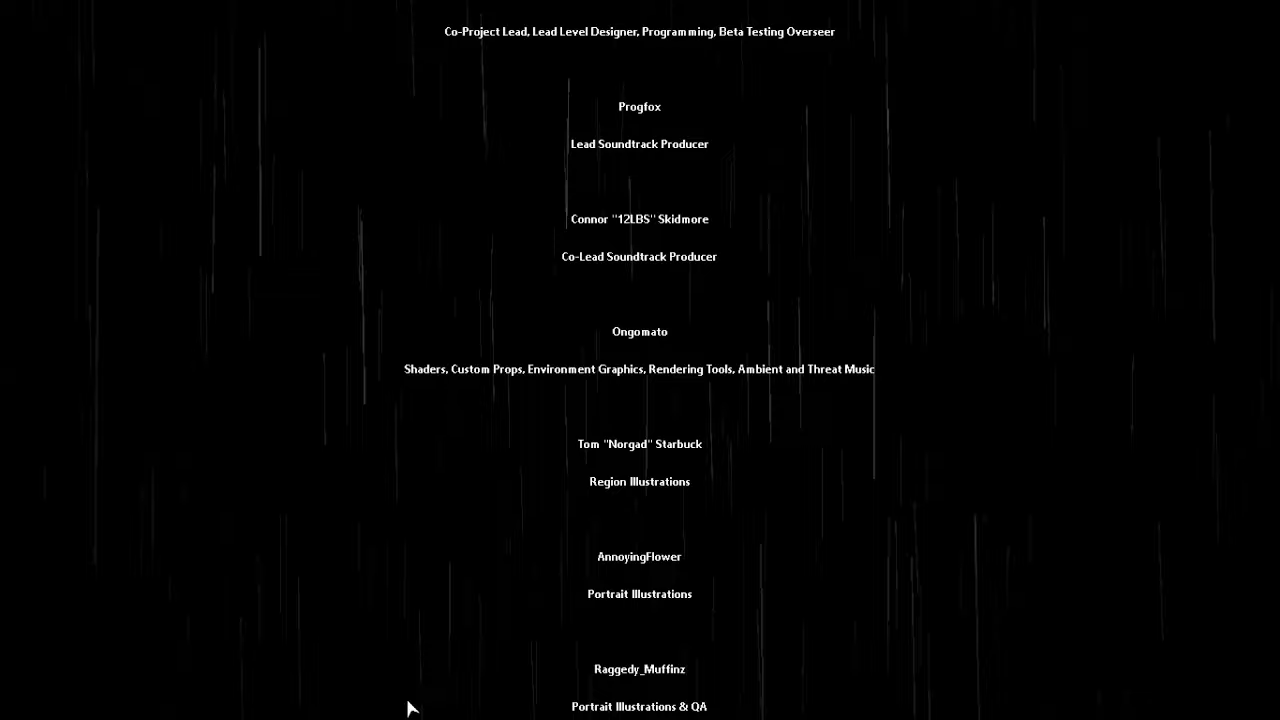 Co-Project Lead, Lead Level Designer, Programming, Beta Testing Overseer
Progfox
Lead Soundtrack Producer
Connor "12LBS" Skidmore
Co-Lead Soundtrack Producer
Ongomato
Shaders, Custom Props, Environment Graphics, Rendering Tools, Ambient and Threat Music
Tom "Norgad" Starbuck
Region Illustrations
AnnoyingFlower
Portrait Illustrations
Raggedy_Muffinz
Portrait Illustrations & QA